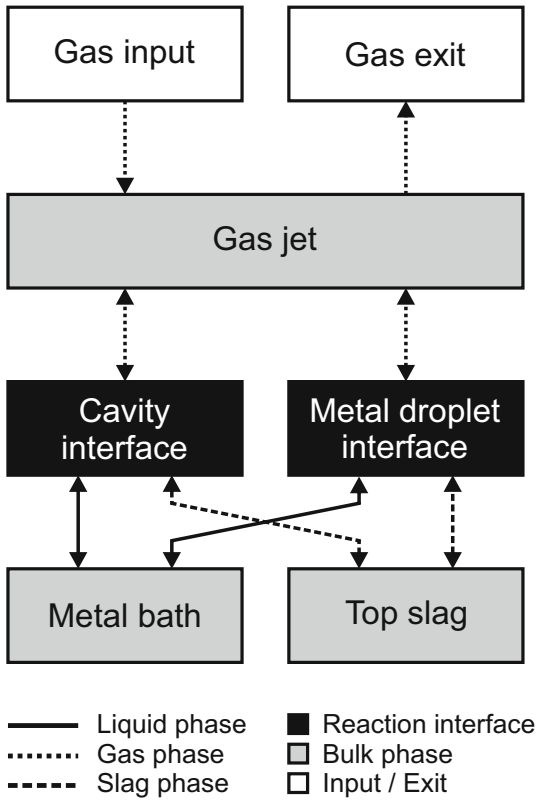 Gas input
Gas exit
Gas jet
Cavity
interface
Metal droplet
interface
Metal bath
Top slag
Liquid phase
Gas phase
Slag phase
Reaction interface
Bulk phase
Input / Exit